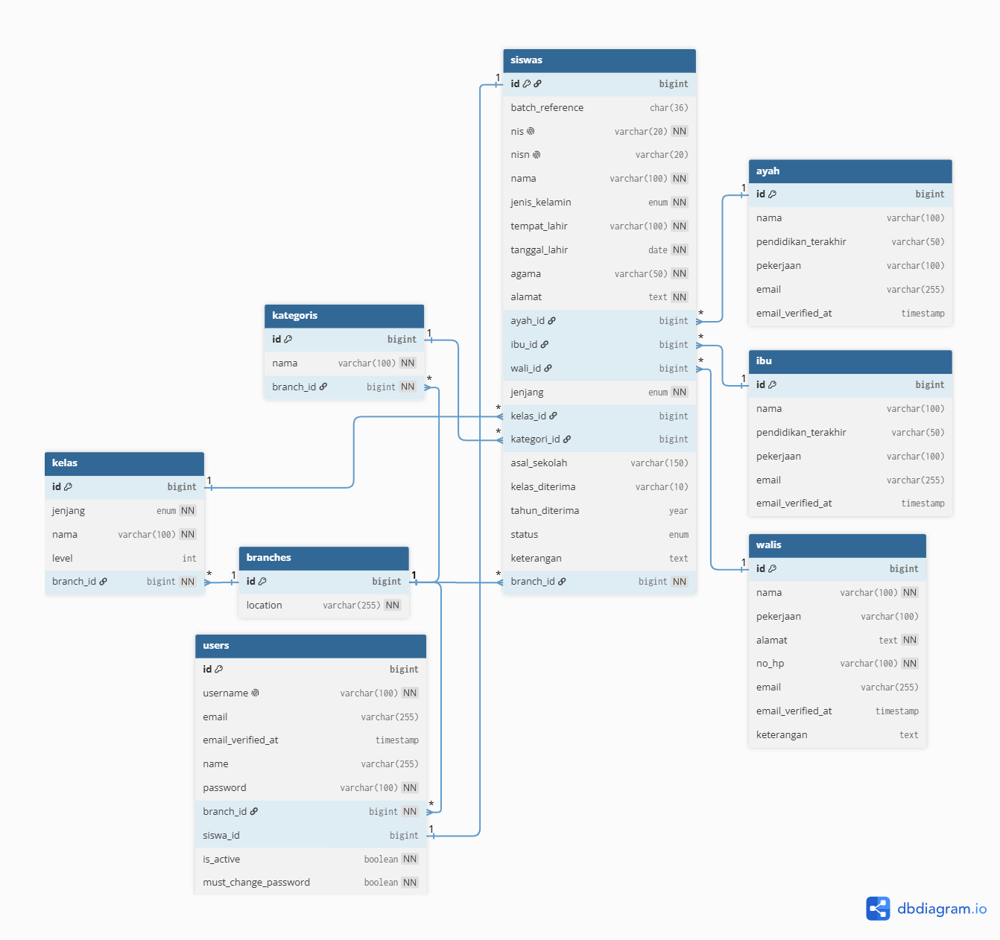 siswas
id bigint
batch_reference char(36)
nis varchar(20) NN
nisn varchar(20)
nama varchar(100) NN
jenis_kelamin enum NN
tempat_lahir varchar(100) NN
tanggal_lahir date NN
agama varchar(50) NN
alamat text NN
ayah_id bigint
ibu_id bigint
wali_id bigint
jenjang enum NN
kelas_id bigint
kategori_id bigint
asal_sekolah varchar(150)
kelas_diterima varchar(10)
tahun_diterima year
status enum
keterangan text
branch_id bigint NN
ayah
id bigint
nama varchar(100)
pendidikan_terakhir varchar(50)
pekerjaan varchar(100)
email varchar(255)
email_verified_at timestamp
kategoris
id bigint
nama varchar(100) NN
branch_id bigint NN
ibu
id bigint
nama varchar(100)
pendidikan_terakhir varchar(50)
pekerjaan varchar(100)
email varchar(255)
email_verified_at timestamp
kelas
id bigint
jenjang enum NN
nama varchar(100) NN
level int
branch_id bigint NN
branches
id bigint
location varchar(255) NN
walis
id bigint
nama varchar(100) NN
pekerjaan varchar(100)
alamat text NN
no_hp varchar(100) NN
email varchar(255)
email_verified_at timestamp
keterangan text
users
id bigint
username varchar(100) NN
email varchar(255)
email_verified_at timestamp
name varchar(255)
password varchar(100) NN
branch_id bigint NN
siswa_id bigint
is_active boolean NN
must_change_password boolean NN
1
1
*
*
*
1
1
*
*
*
1
1
*
1
1
*
*
1
dbdiagram.io